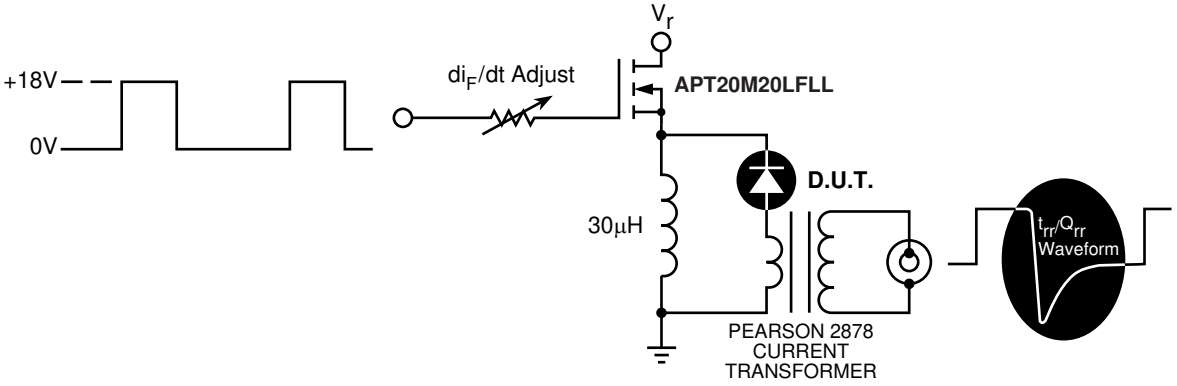 V_r
+18V
di_F/dt Adjust
APT20M20LFLL
0V
D.U.T.
30μH
t_rr/Q_rr
Waveform
PEARSON 2878
CURRENT
TRANSFORMER